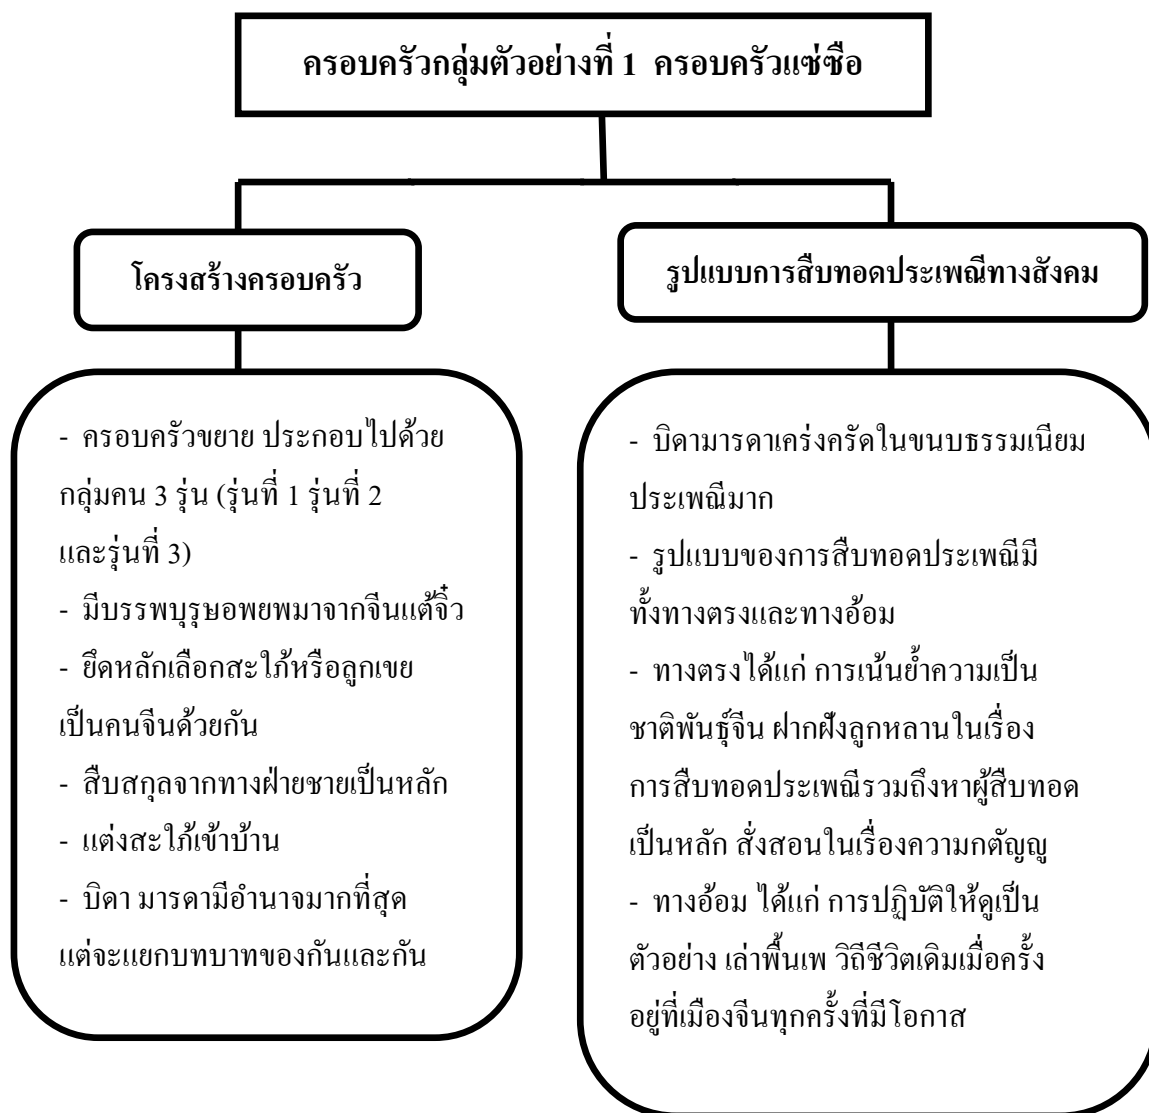 ครอบครัวกลุ่มตัวอย่างที่ 1 ครอบครัวแซ่ซือ
โครงสร้างครอบครัว
- ครอบครัวขยาย ประกอบไปด้วย
กลุ่มคน 3 รุ่น (รุ่นที่ 1 รุ่นที่ 2
และรุ่นที่ 3)
- มีบรรพบุรุษอพยพมาจากจีนแต้จิ๋ว
- ยึดหลักเลือกสะใภ้หรือลูกเขย
เป็นคนจีนด้วยกัน
- สืบสกุลจากทางฝ่ายชายเป็นหลัก
- แต่งสะใภ้เข้าบ้าน
- บิดา มารดามีอำนาจมากที่สุด
แต่จะแยกบทบาทของกันและกัน
รูปแบบการสืบทอดประเพณีทางสังคม
- บิดามารดาเคร่งครัดในขนบธรรมเนียม
ประเพณีมาก
- รูปแบบของการสืบทอดประเพณีมี
ทั้งทางตรงและทางอ้อม
- ทางตรงได้แก่ การเน้นย้ำความเป็น
ชาติพันธุ์จีน ฝากฝังลูกหลานในเรื่อง
การสืบทอดประเพณีรวมถึงหาผู้สืบทอด
เป็นหลัก สั่งสอนในเรื่องความกตัญญู
- ทางอ้อม ได้แก่ การปฏิบัติให้ดูเป็น
ตัวอย่าง เล่าพื้นเพ วิถีชีวิตเดิมเมื่อครั้ง
อยู่ที่เมืองจีนทุกครั้งที่มีโอกาส